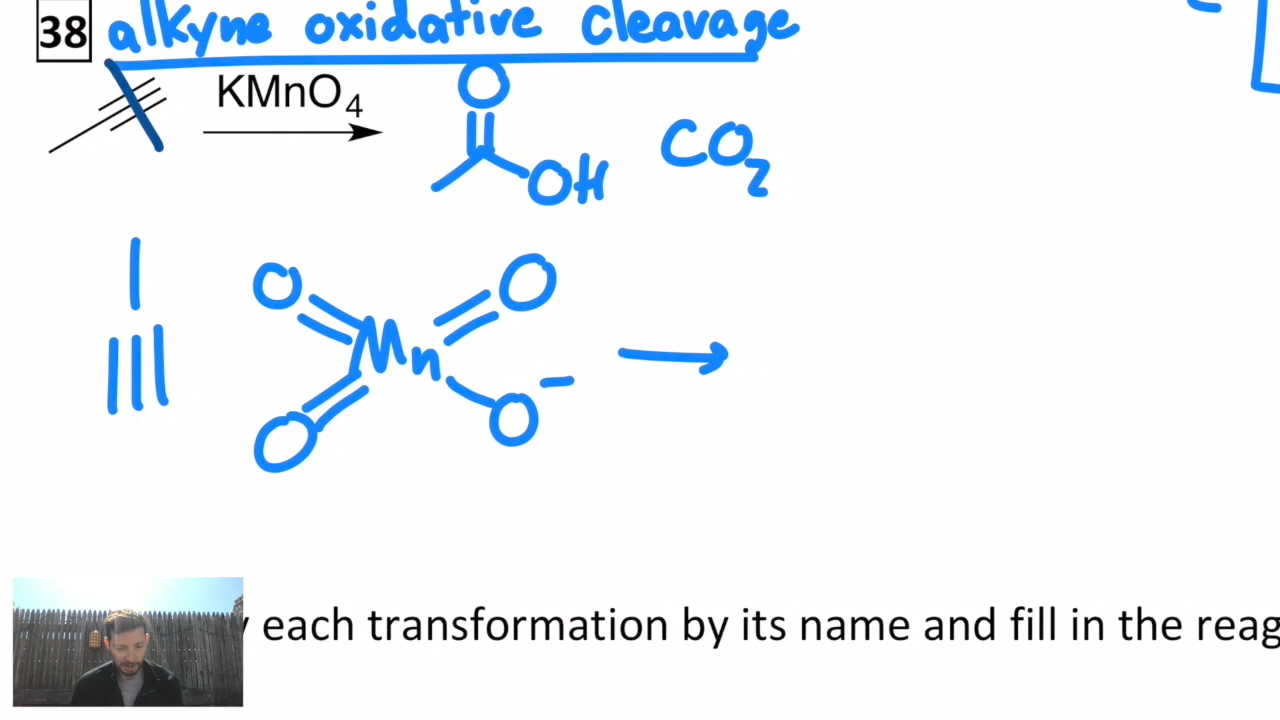 38 alkyne oxidative cleavage
KMnO4
O
OH
CO2
O O
Mn
O O−
each transformation by its name and fill in the reag